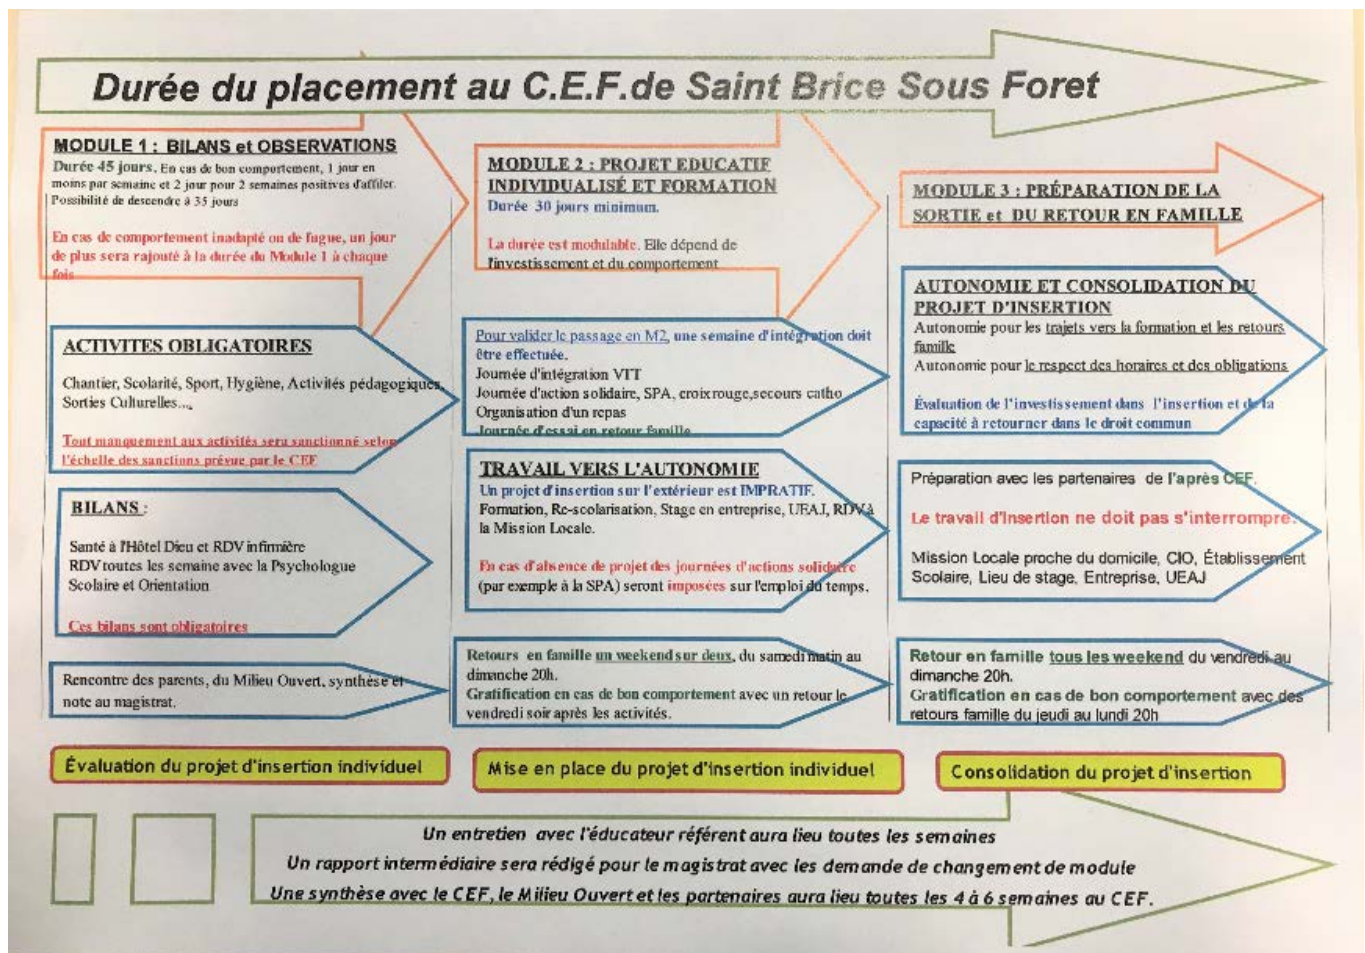 Durée du placement au C.E.F.de Saint Brice Sous Foret
MODULE 1 : BILANS et OBSERVATIONS
Durée 45 jours. En cas de bon comportement, 1 jour en
moins par semaine et 2 jour pour 2 semaines positives d'affiler.
Possibilité de descendre à 35 jours
En cas de comportement inadapté ou de fugue, un jour
de plus sera rajouté à la durée du Module 1 à chaque
fois
ACTIVITES OBLIGATOIRES
Chantier, Scolarité, Sport, Hygiène, Activités pédagogiques,
Sorties Culturelles...,
Tout manquement aux activités sera sanctionné selon
l'échelle des sanctions prévue par le CEF
BILANS :
Santé à l'Hôtel Dieu et RDV infirmière
RDV toutes les semaine avec la Psychologue
Scolaire et Orientation
Ces bilans sont obligatoires
Rencontre des parents, du Milieu Ouvert, synthèse et
note au magistrat.
Évaluation du projet d'insertion individuel
MODULE 2 : PROJET EDUCATIF
INDIVIDUALISÉ ET FORMATION
Durée 30 jours minimum.
La durée est modulable. Elle dépend de
l'investissement et du comportement
Pour valider le passage en M2, une semaine d'intégration doit
être effectuée.
Journée d'intégration VTT
Journée d'action solidaire, SPA, croix rouge,secours catho
Organisation d'un repas
Journée d'essai en retour famille
TRAVAIL VERS L'AUTONOMIE
Un projet d'insertion sur l'extérieur est IMPRATIF.
Formation, Re-scolarisation, Stage en entreprise, UEAJ, RDV à
la Mission Locale.
En cas d'absence de projet des journées d'actions solidaire
(par exemple à la SPA) seront imposées sur l'emploi du temps.
Retours en famille un weekend sur deux, du samedi matin au
dimanche 20h.
Gratification en cas de bon comportement avec un retour le
vendredi soir après les activités.
Mise en place du projet d'insertion individuel
MODULE 3 : PRÉPARATION DE LA
SORTIE et DU RETOUR EN FAMILLE
AUTONOMIE ET CONSOLIDATION DU
PROJET D'INSERTION
Autonomie pour les trajets vers la formation et les retours
famille
Autonomie pour le respect des horaires et des obligations
Évaluation de l'investissement dans l'insertion et de la
capacité à retourner dans le droit commun
Préparation avec les partenaires de l'après CEF.
Le travail d'insertion ne doit pas s'interrompre.
Mission Locale proche du domicile, CIO, Établissement
Scolaire, Lieu de stage, Entreprise, UEAJ
Retour en famille tous les weekend du vendredi au
dimanche 20h.
Gratification en cas de bon comportement avec des
retours famille du jeudi au lundi 20h
Consolidation du projet d'insertion
Un entretien avec l'éducateur référent aura lieu toutes les semaines
Un rapport intermédiaire sera rédigé pour le magistrat avec les demande de changement de module
Une synthèse avec le CEF, le Milieu Ouvert et les partenaires aura lieu toutes les 4 à 6 semaines au CEF.